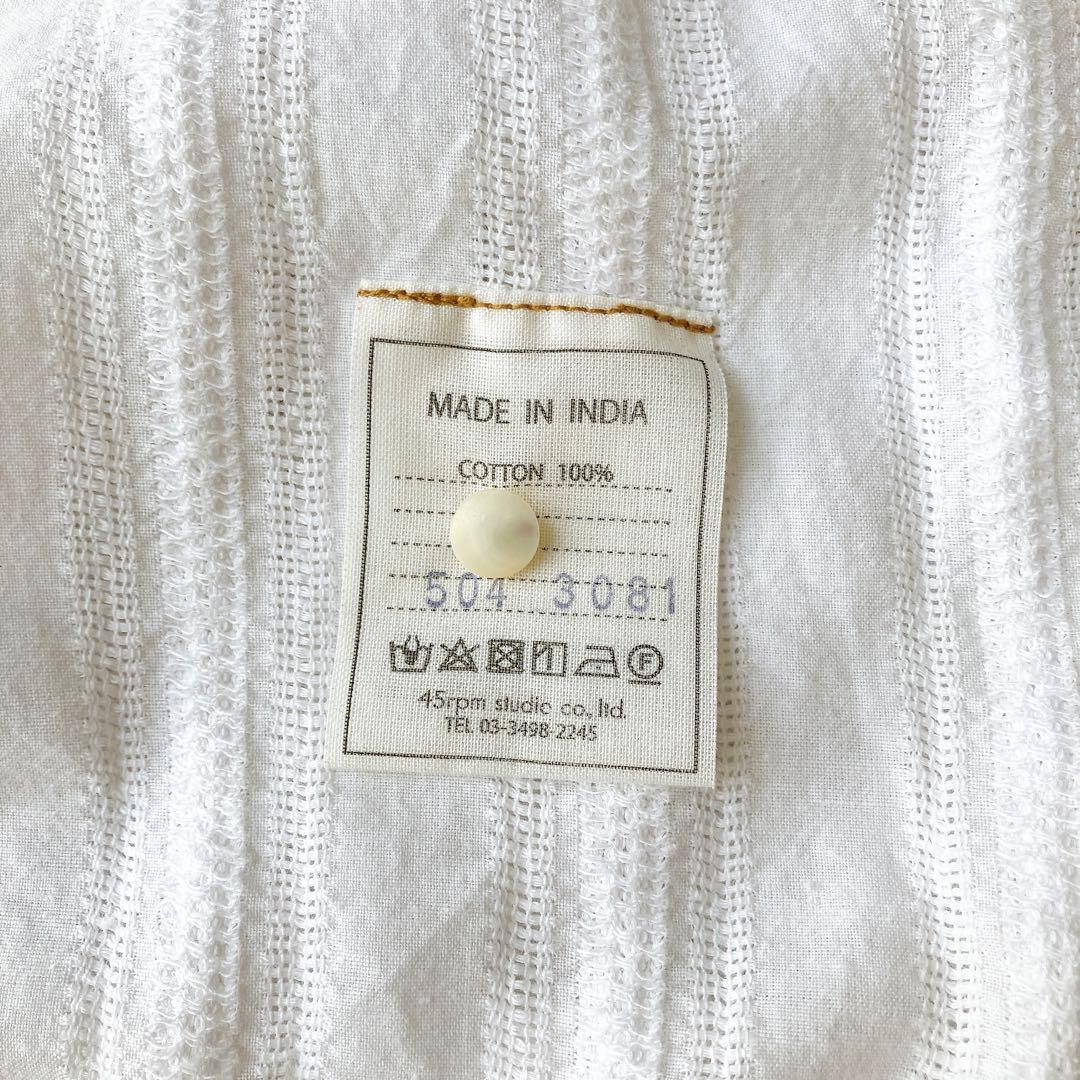 MADE IN INDIA
COTTON 100%
504 3081
F
45rpm studio co., ltd.
TEL 03-3498-2245